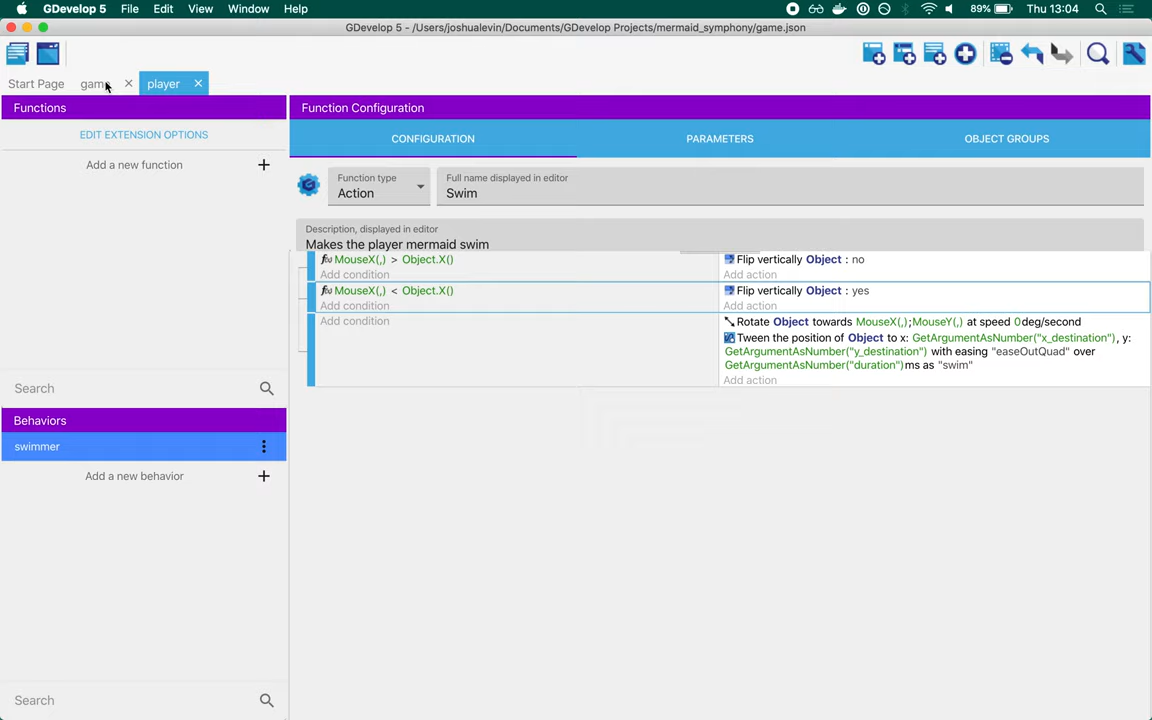 GDevelop 5 File Edit View Window Help 89% Thu 13:04
GDevelop 5 - /Users/joshualevin/Documents/GDevelop Projects/mermaid_symphony/game.json
Start Page game player
Functions
EDIT EXTENSION OPTIONS
Add a new function
Search
Behaviors
swimmer
Add a new behavior
Search
Function Configuration
CONFIGURATION PARAMETERS OBJECT GROUPS
Function type
Action
Full name displayed in editor
Swim
Description, displayed in editor
Makes the player mermaid swim
MouseX(,) > Object.X()
Add condition
Flip vertically Object : no
Add action
MouseX(,) < Object.X()
Add condition
Flip vertically Object : yes
Add action
Add condition
Rotate Object towards MouseX(,);MouseY(,) at speed 0deg/second
Tween the position of Object to x: GetArgumentAsNumber("x_destination"), y:
GetArgumentAsNumber("y_destination") with easing "easeOutQuad" over
GetArgumentAsNumber("duration")ms as "swim"
Add action